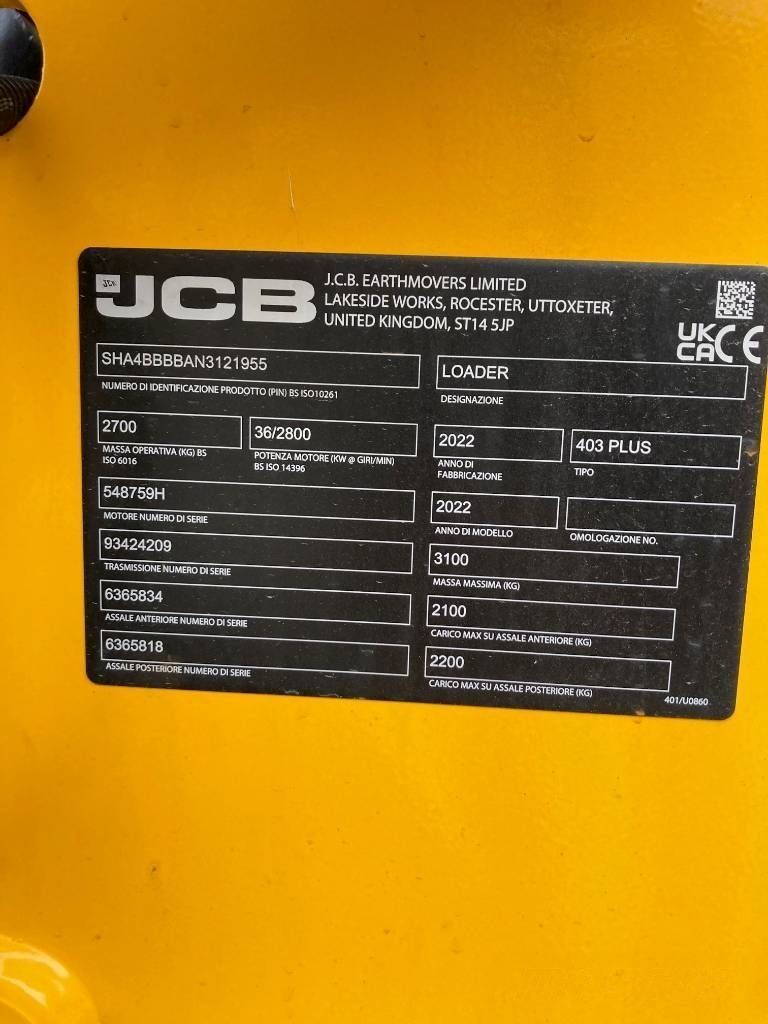 JCB
J.C.B. EARTHMOVERS LIMITED
LAKESIDE WORKS, ROCESTER, UTTOXETER,
UNITED KINGDOM, ST14 5JP
UK
CA CE
SHA4BBBBAN3121955
NUMERO DI IDENTIFICAZIONE PRODOTTO (PIN) BS ISO10261
LOADER
DESIGNAZIONE
2700
MASSA OPERATIVA (KG) BS
ISO 6016
36/2800
POTENZA MOTORE (KW @ GIRI/MIN)
BS ISO 14396
2022
ANNO DI
FABBRICAZIONE
403 PLUS
TIPO
548759H
MOTORE NUMERO DI SERIE
2022
ANNO DI MODELLO
OMOLOGAZIONE NO.
93424209
TRASMISSIONE NUMERO DI SERIE
3100
MASSA MASSIMA (KG)
6365834
ASSALE ANTERIORE NUMERO DI SERIE
2100
CARICO MAX SU ASSALE ANTERIORE (KG)
6365818
ASSALE POSTERIORE NUMERO DI SERIE
2200
CARICO MAX SU ASSALE POSTERIORE (KG)
401/U0860